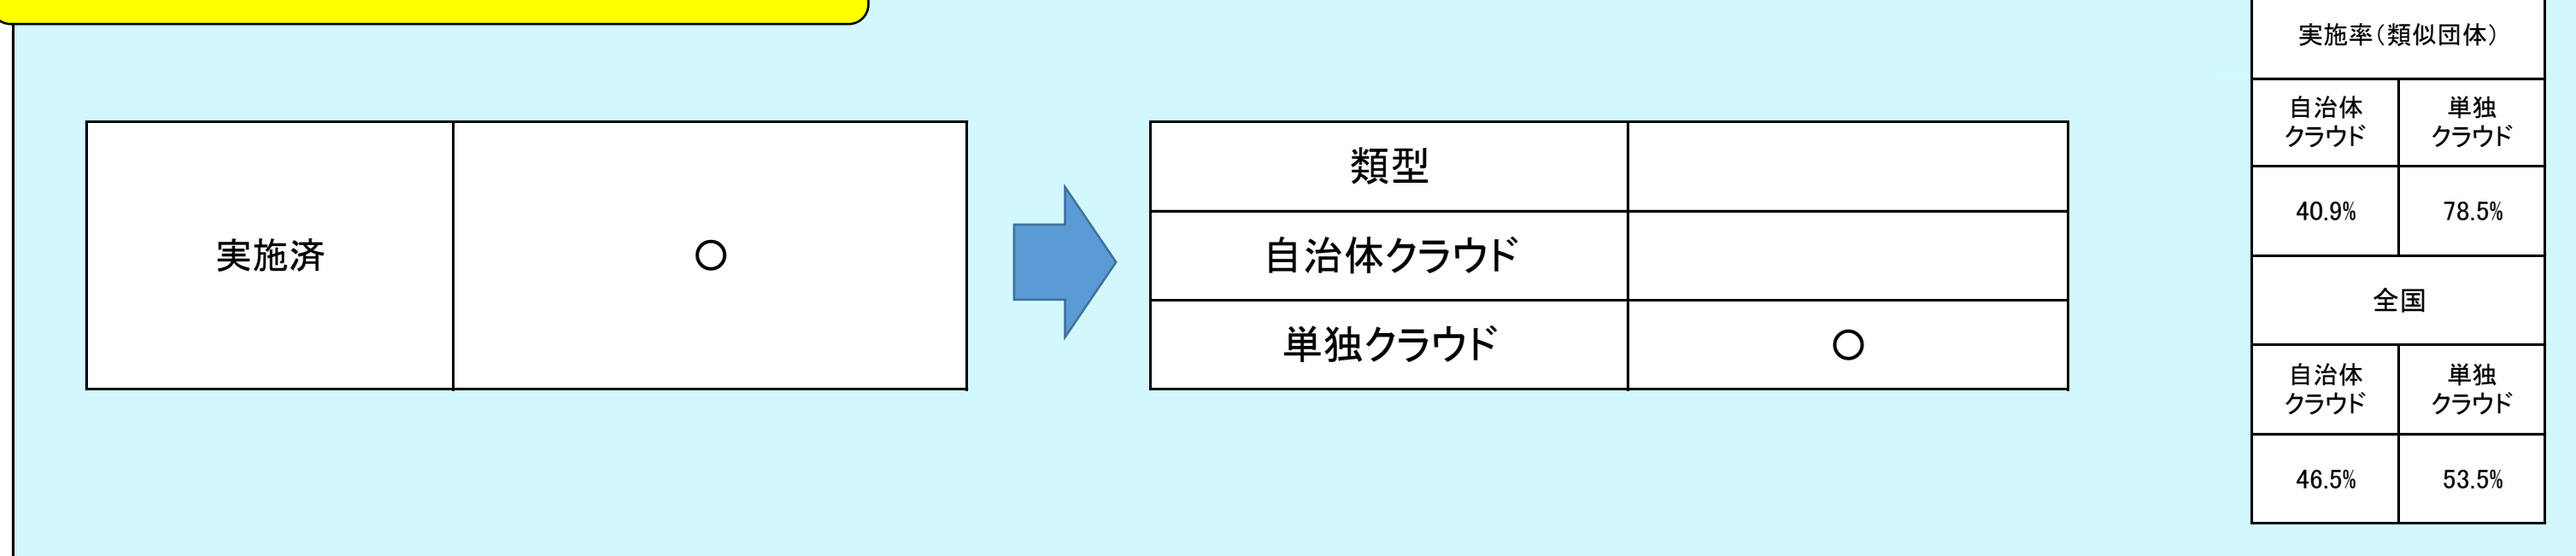 実施済
○
類型
自治体クラウド
単独クラウド
○
実施率(類似団体)
自治体
クラウド
単独
クラウド
40.9%
78.5%
全国
自治体
クラウド
単独
クラウド
46.5%
53.5%